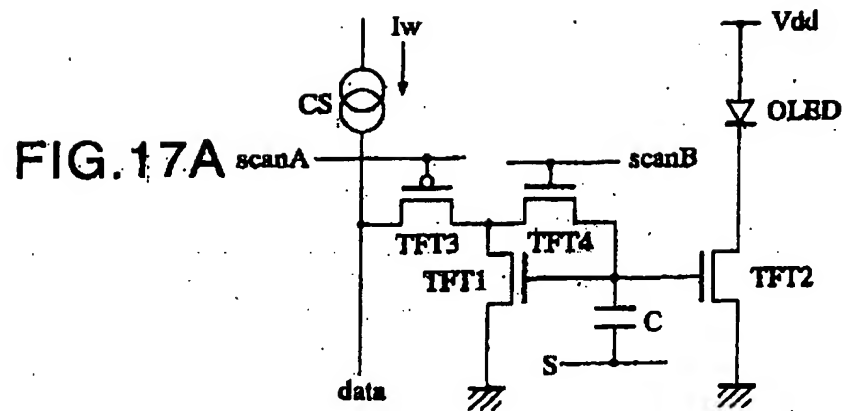 Iw
Vdd
CS
OLED
FIG.17A
scanA
scanB
TFT3
TFT4
TFT1
TFT2
C
S
data